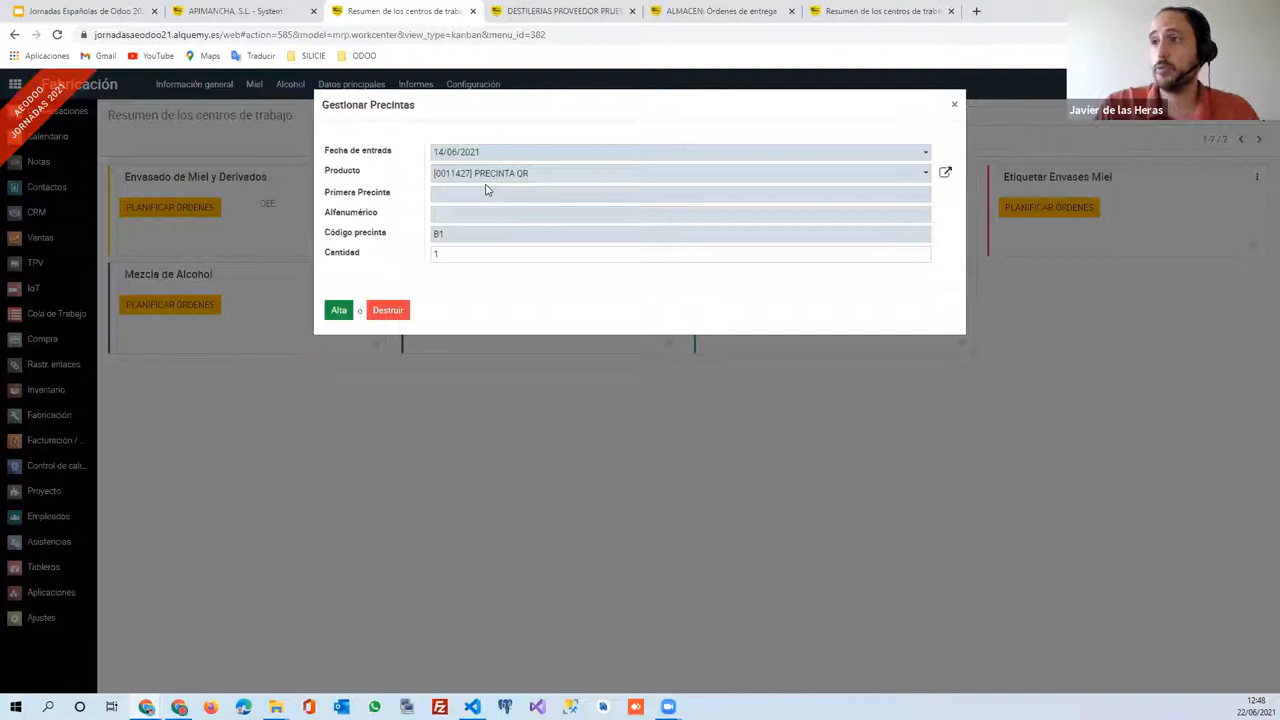 Jornadas Españolas de Odoo 20:
APIMANCHA, S.L. - System
Resumen de los centros de traba
DESTILERIAS PROVEEDOR PRUES
ALMACEN: Órdenes de entrega
Resumen de los centros de traba
jornadasaeodoo21.alquemy.es/web#action=585&model=mrp.workcenter&view_type=kanban&menu_id=382
Aplicaciones
Gmail
YouTube
Maps
Traducir
SILICIE
ODOO
AEODOO
JORNADAS 2021
Fabricación
Información general
Miel
Alcohol
Datos principales
Informes
Configuración
Resumen de los centros de trabajo
1-7 / 7
Javier de las Heras
Calendario
Notas
Contactos
CRM
Ventas
TPV
IoT
Cola de Trabajo
Compra
Rastr. enlaces
Inventario
Fabricación
Facturación / ...
Control de cali...
Proyecto
Empleados
Asistencias
Tableros
Aplicaciones
Ajustes
Envasado de Miel y Derivados
PLANIFICAR ÓRDENES
OEE
Mezcla de Alcohol
PLANIFICAR ÓRDENES
Etiquetar Envases Miel
PLANIFICAR ÓRDENES
Gestionar Precintas
×
Fecha de entrada
14/06/2021
Producto
[0011427] PRECINTA QR
Primera Precinta
Alfanumérico
Código precinta
B1
Cantidad
1
Alta
o
Destruir
12:48
22/06/2021